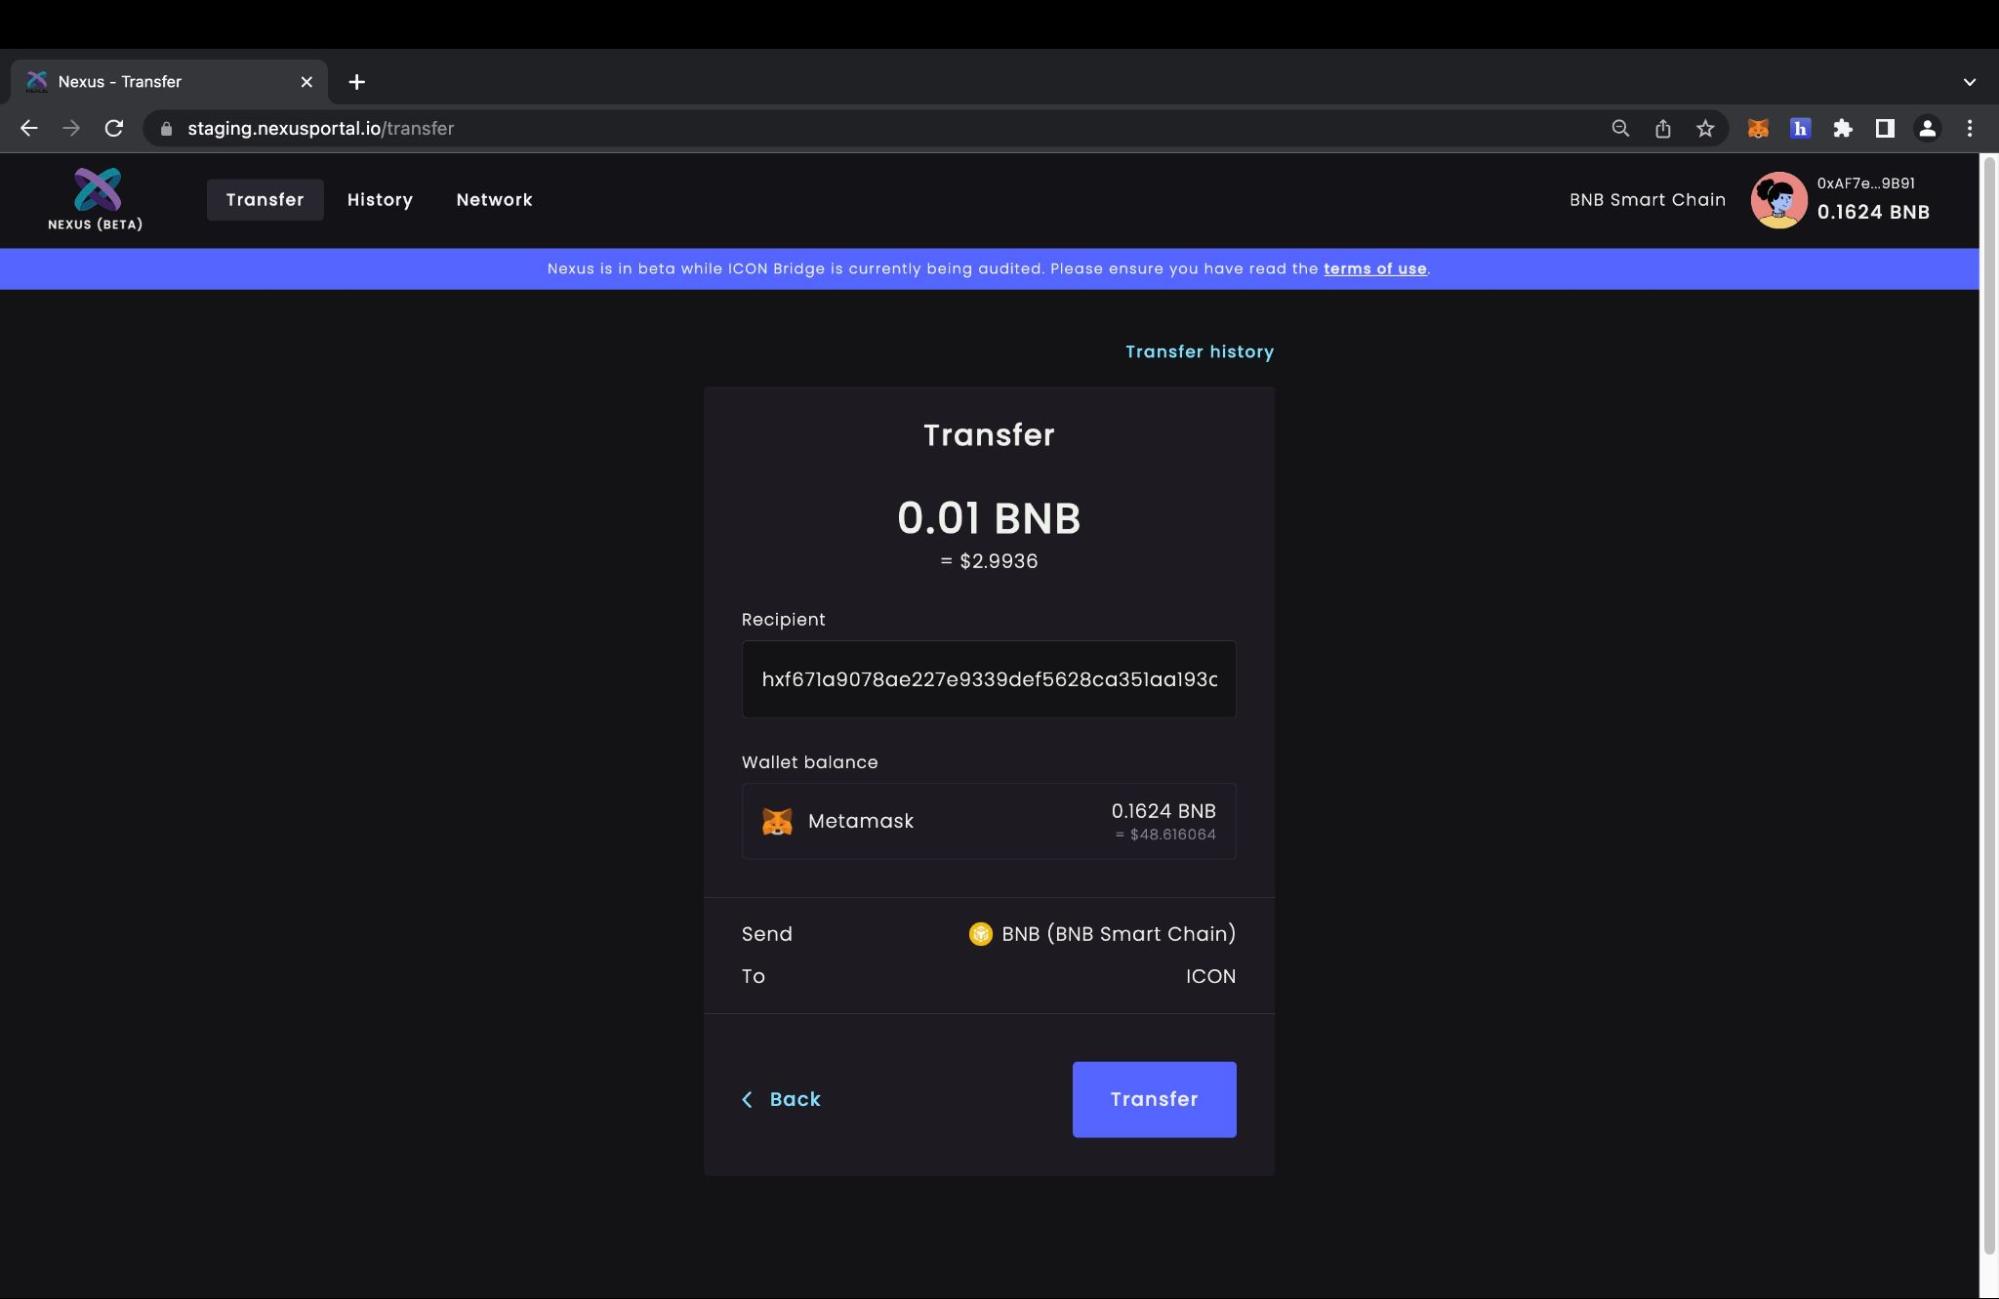 Nexus - Transfer
staging.nexusportal.io/transfer
h
NEXUS (BETA)
Transfer
History
Network
BNB Smart Chain
0xAF7e...9B91
0.1624 BNB
Nexus is in beta while ICON Bridge is currently being audited. Please ensure you have read the terms of use.
Transfer history
Transfer
0.01 BNB
= $2.9936
Recipient
hxf671a9078ae227e9339def5628ca351aa193c
Wallet balance
Metamask
0.1624 BNB
= $48.616064
Send
BNB (BNB Smart Chain)
To
ICON
Back
Transfer